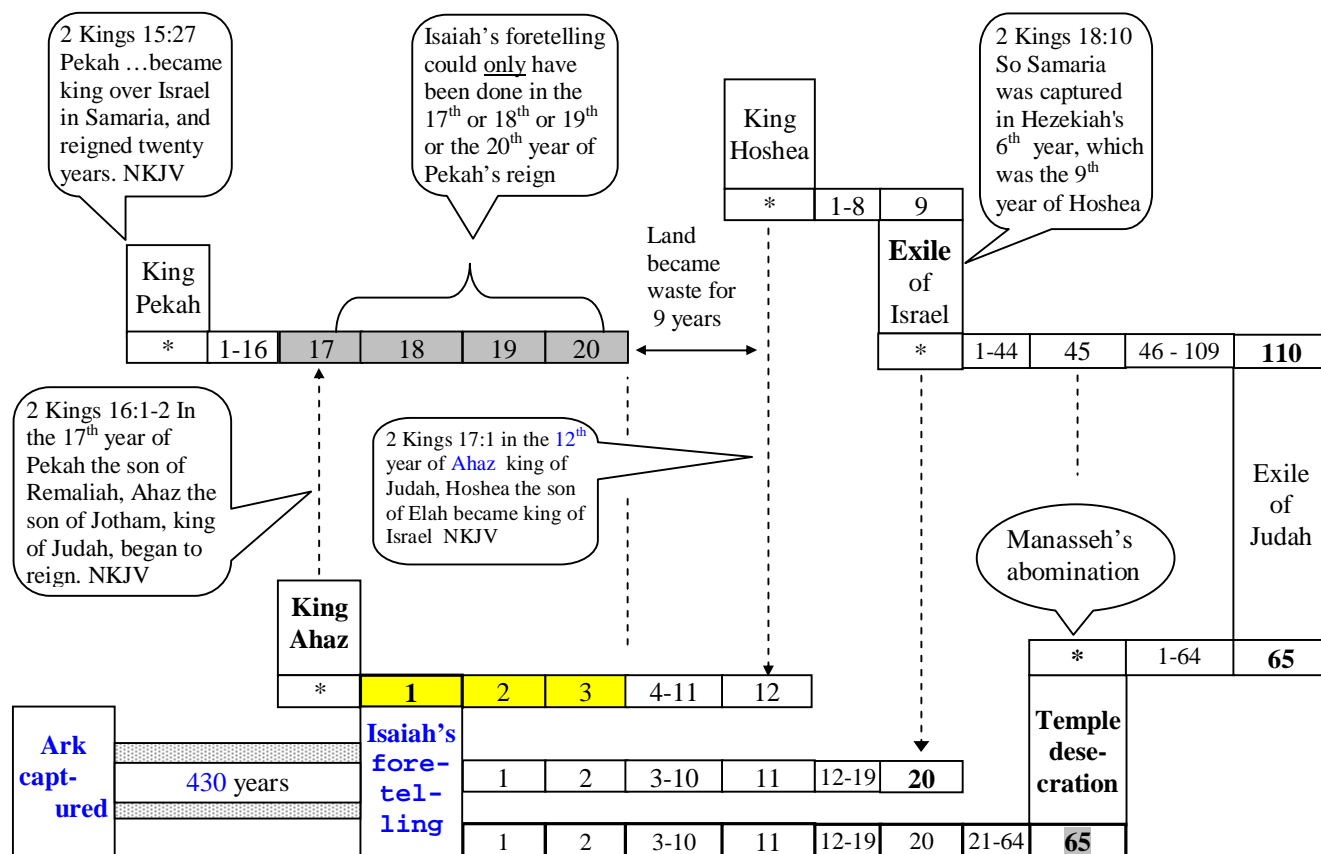 2 Kings 15:27
Pekah …became
king over Israel
in Samaria, and
reigned twenty
years. NKJV
Isaiah’s foretelling
could only have
been done in the
17th or 18th or 19th
or the 20th year of
Pekah’s reign
King
Hoshea
* 1-8 9
2 Kings 18:10
So Samaria
was captured
in Hezekiah's
6th year, which
was the 9th
year of Hoshea
King
Pekah
* 1-16 17 18 19 20
Land
became
waste for
9 years
Exile
of
Israel
* 1-44 45 46 - 109 110
2 Kings 16:1-2 In
the 17th year of
Pekah the son of
Remaliah, Ahaz the
son of Jotham, king
of Judah, began to
reign. NKJV
2 Kings 17:1 in the 12th
year of Ahaz king of
Judah, Hoshea the son
of Elah became king of
Israel NKJV
Exile
of
Judah
Manasseh’s
abomination
King
Ahaz
* 1 2 3 4-11 12
* 1-64 65
Ark
capt-
ured
430 years
Isaiah’s
fore-
tel-
ling
Temple
dese-
cration
1 2 3-10 11 12-19 20
1 2 3-10 11 12-19 20 21-64 65